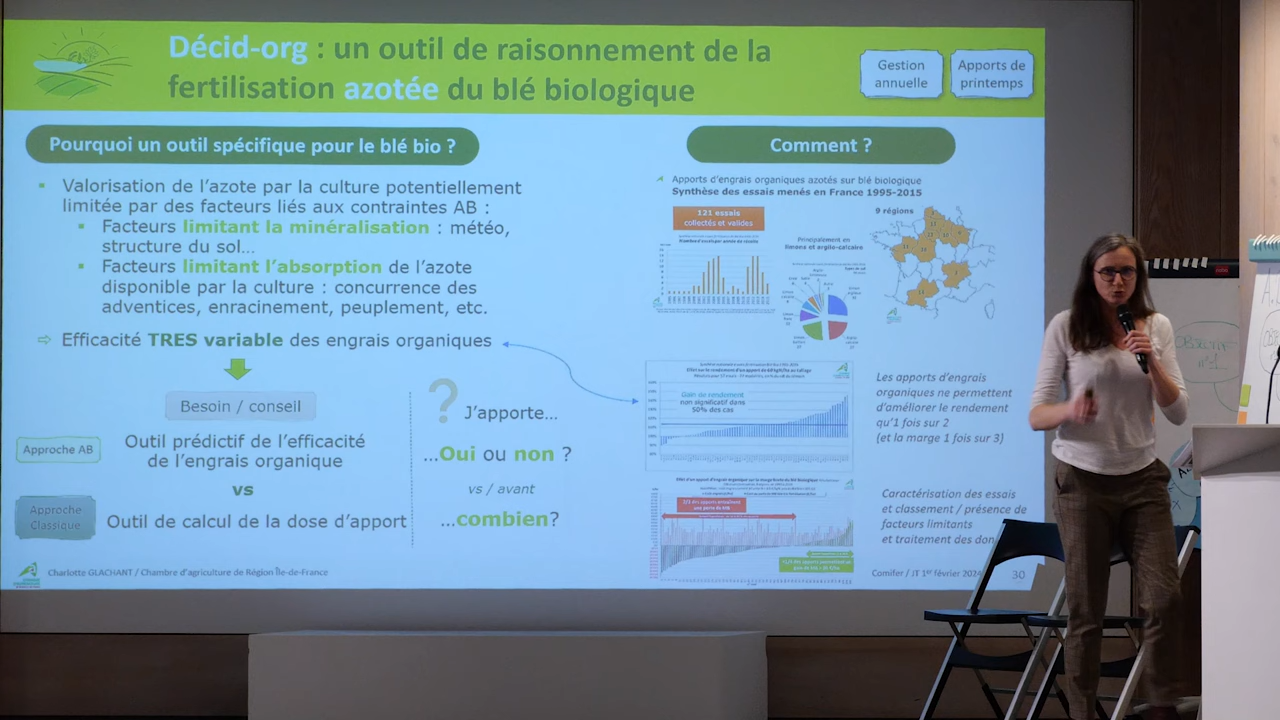 Décid-org : un outil de raisonnement de la
fertilisation azotée du blé biologique
Gestion
annuelle
Apports de
printemps
Pourquoi un outil spécifique pour le blé bio ?
Valorisation de l'azote par la culture potentiellement
limitée par des facteurs liés aux contraintes AB :
Facteurs limitant la minéralisation : météo,
structure du sol...
Facteurs limitant l'absorption de l'azote
disponible par la culture : concurrence des
adventices, enracinement, peuplement, etc.
Efficacité TRES variable des engrais organiques
Besoin / conseil
Approche AB
Outil prédictif de l'efficacité
de l'engrais organique
vs
Approche
Classique
Outil de calcul de la dose d'apport
?
J'apporte...
...Oui ou non ?
vs / avant
...combien?
Comment ?
Apports d'engrais organiques azotés sur blé biologique
Synthèse des essais menés en France 1995-2015
121 essais
collectés et valides
9 régions
Principalement en
limons et argilo-calcaire
Gain de rendement
non significatif dans
50% des cas
Les apports d'engrais
organiques ne permettent
d'améliorer le rendement
qu'1 fois sur 2
(et la marge 1 fois sur 3)
Caractérisation des essais
et classement / présence de
facteurs limitants
et traitement des don
Charlotte GLACHANT / Chambre d'agriculture de Région Île-de-France
Comifer / JT 1er février 2024
30
OBJECTIF
N°1